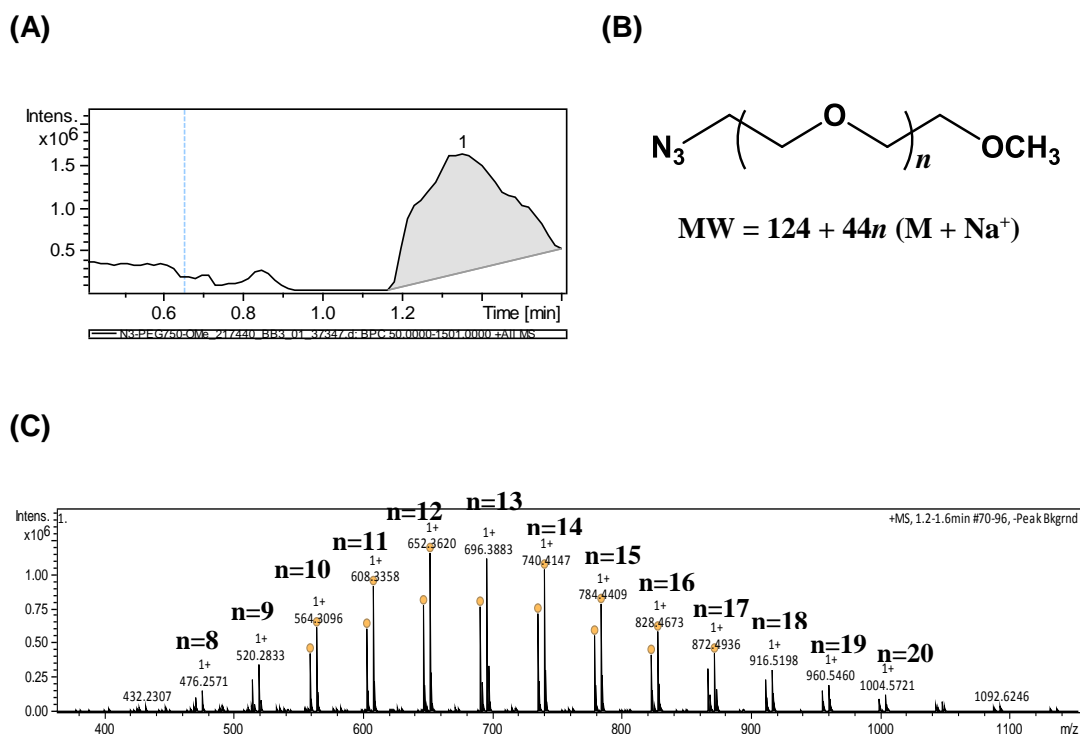 (A)
(B)
Intens.
x10^6
1.5
1.0
0.5
1
0.6
0.8
1.0
1.2
Time [min]
N3-PEG750-OMe_217440_BB3_01_37347.d: BPC 50.0000-1501.0000 +All MS
N3
O
n
OCH3
MW = 124 + 44n (M + Na+)
(C)
Intens.
x10^6
1.
+MS, 1.2-1.6min #70-96, -Peak Bkgrnd
1.00
0.75
0.50
0.25
0.00
432.2307
n=8
1+
476.2571
n=9
1+
520.2833
n=10
1+
564.3096
n=11
1+
608.3358
n=12
1+
652.3620
n=13
1+
696.3883
n=14
1+
740.4147
n=15
1+
784.4409
n=16
1+
828.4673
n=17
1+
872.4936
n=18
1+
916.5198
n=19
1+
960.5460
n=20
1+
1004.5721
1092.6246
400
500
600
700
800
900
1000
1100
m/z